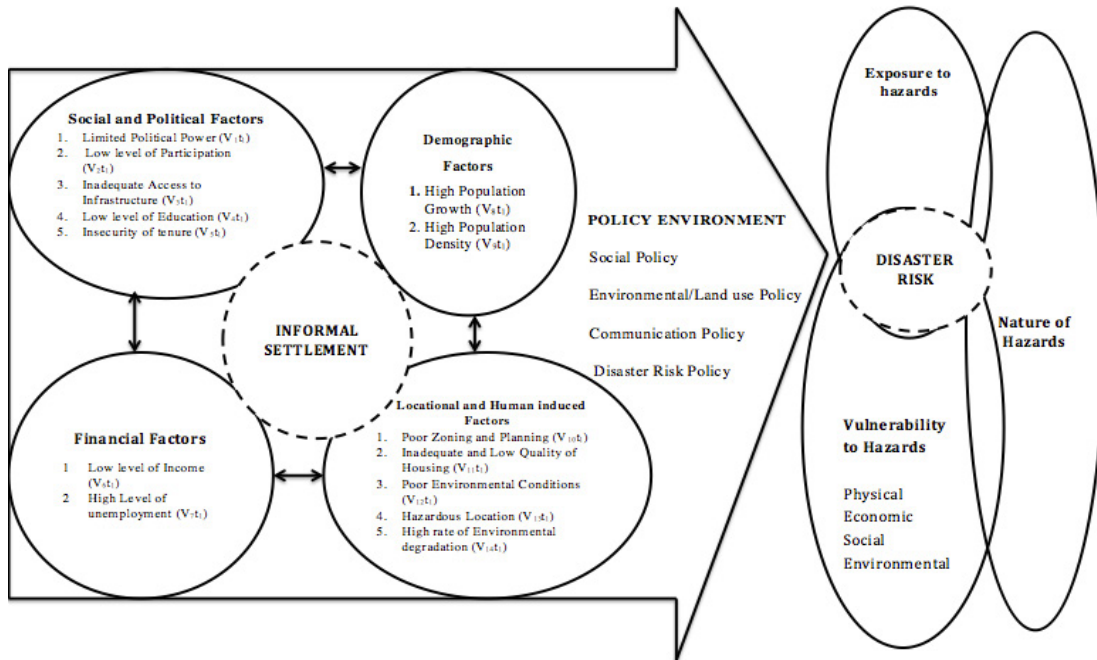 Social and Political Factors
1. Limited Political Power (V₁t₁)
2. Low level of Participation
(V₂t₁)
3. Inadequate Access to
Infrastructure (V₃t₁)
4. Low level of Education (V₄t₁)
5. Insecurity of tenure (V₅t₁)
Demographic
Factors
1. High Population
Growth (V₈t₁)
2. High Population
Density (V₉t₁)
INFORMAL
SETTLEMENT
Financial Factors
1 Low level of Income
(V₆t₁)
2 High Level of
unemployment (V₇t₁)
Locational and Human induced
Factors
1. Poor Zoning and Planning (V₁₀t₁)
2. Inadequate and Low Quality of
Housing (V₁₁t₁)
3. Poor Environmental Conditions
(V₁₂t₁)
4. Hazardous Location (V₁₃t₁)
5. High rate of Environmental
degradation (V₁₄t₁)
POLICY ENVIRONMENT
Social Policy
Environmental/Land use Policy
Communication Policy
Disaster Risk Policy
Exposure to
hazards
DISASTER
RISK
Nature of
Hazards
Vulnerability
to Hazards
Physical
Economic
Social
Environmental